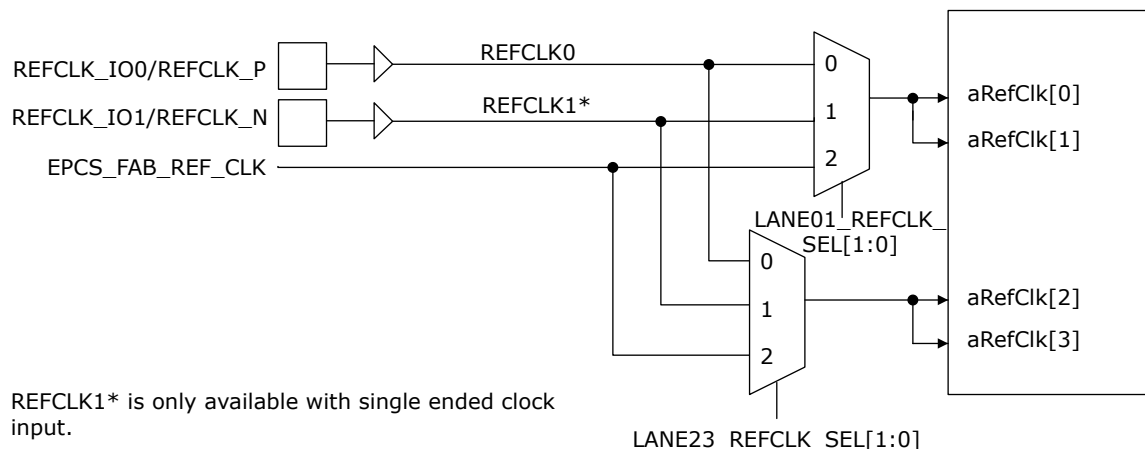 REFCLK_IO0/REFCLK_P
REFCLK0
0
REFCLK_IO1/REFCLK_N
REFCLK1*
1
EPCS_FAB_REF_CLK
2
aRefClk[0]
aRefClk[1]
LANE01_REFCLK_
SEL[1:0]
0
1
2
aRefClk[2]
aRefClk[3]
REFCLK1* is only available with single ended clock
input.
LANE23_REFCLK_SEL[1:0]